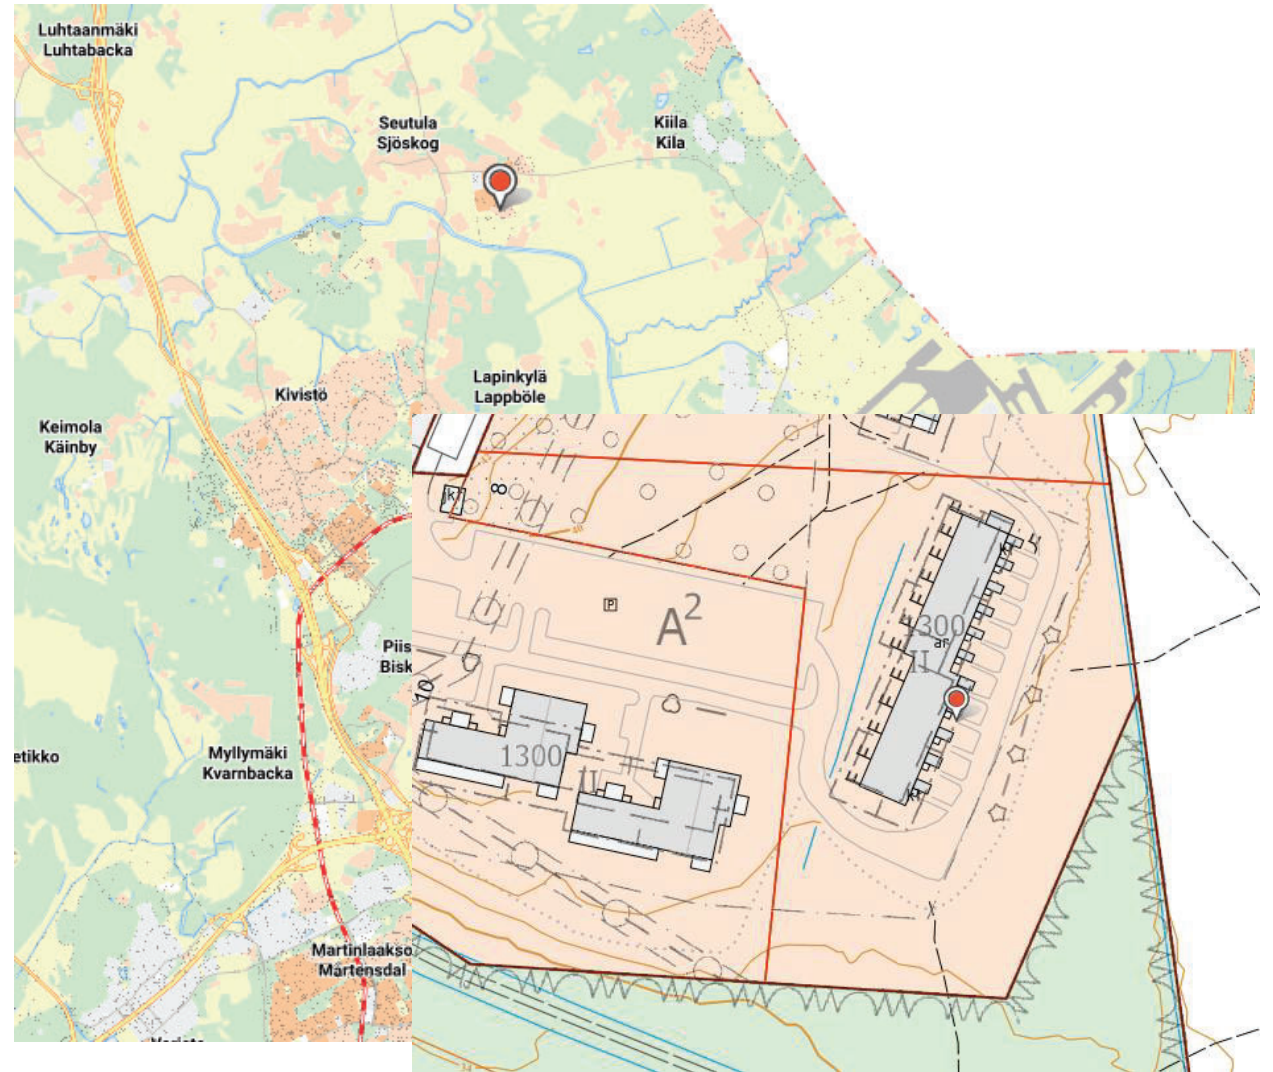 Luhtaanmäki
Luhtabacka
Seutula
Sjöskog
Kiila
Kila
Kivistö
Lapinkylä
Lappböle
Keimola
Käinby
Piis
Bisk
etikko
Myllymäki
Kvarnbacka
Martinlaakso
Mårtensdal
k
8
P
A²
1300
ar
II
10
1300
II